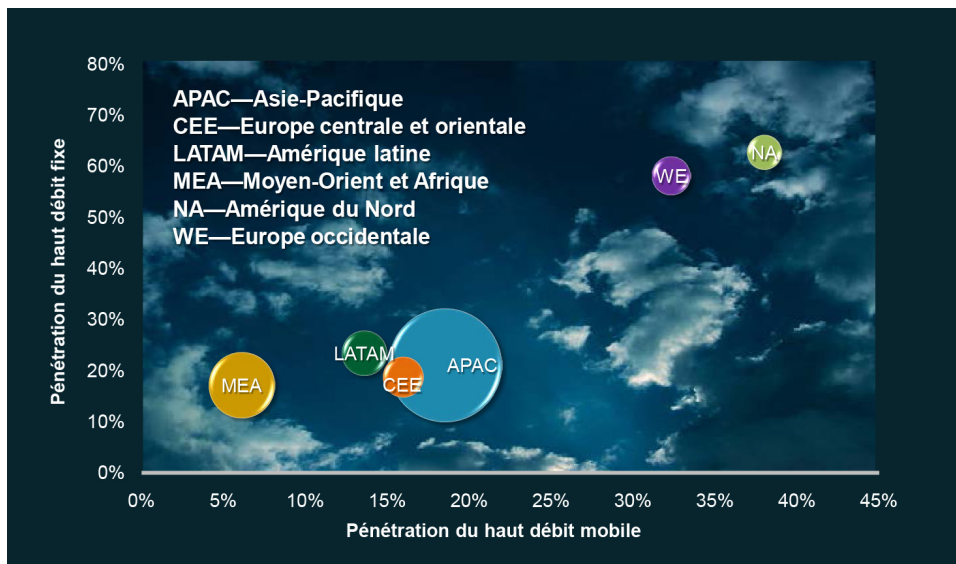 80%
70%
60%
50%
40%
30%
20%
10%
0%
Pénétration du haut débit fixe
APAC—Asie-Pacifique
CEE—Europe centrale et orientale
LATAM—Amérique latine
MEA—Moyen-Orient et Afrique
NA—Amérique du Nord
WE—Europe occidentale
NA
WE
LATAM
APAC
CEE
MEA
0% 5% 10% 15% 20% 25% 30% 35% 40% 45%
Pénétration du haut débit mobile